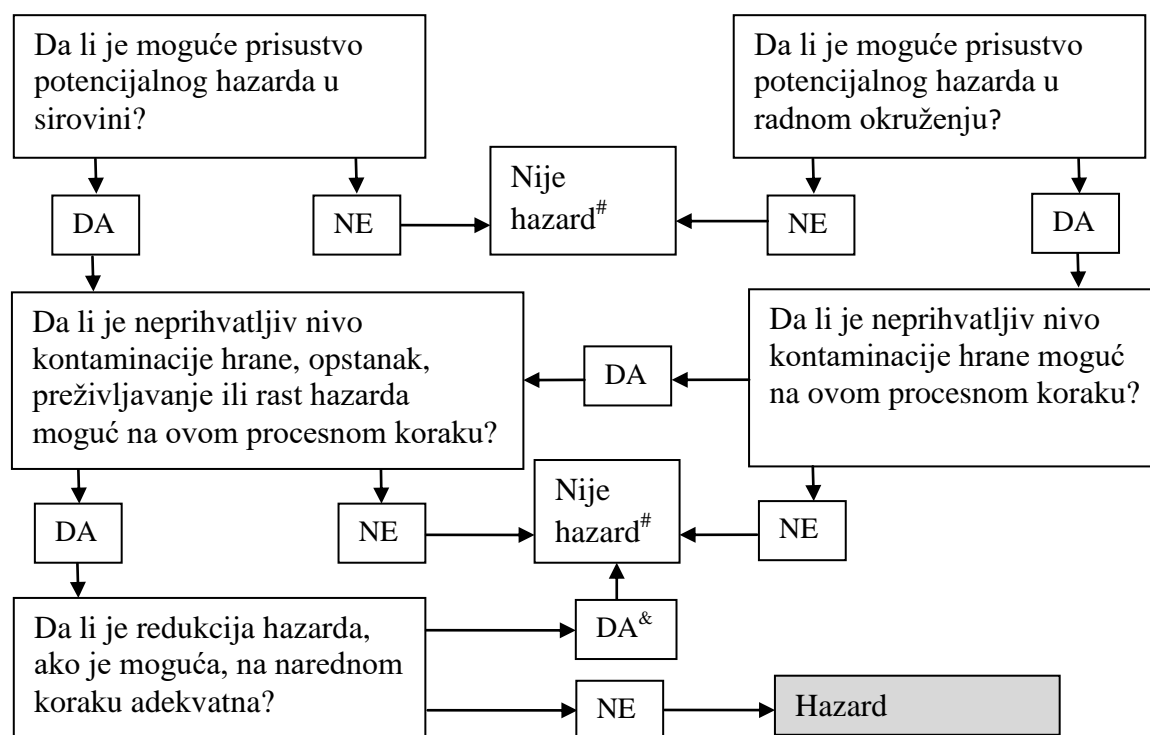 Da li je moguće prisustvo
potencijalnog hazarda u
sirovini?
Da li je moguće prisustvo
potencijalnog hazarda u
radnom okruženju?
DA
NE
Nije
hazard#
NE
DA
Da li je neprihvatljiv nivo
kontaminacije hrane, opstanak,
preživljavanje ili rast hazarda
moguć na ovom procesnom koraku?
DA
Da li je neprihvatljiv nivo
kontaminacije hrane moguć
na ovom procesnom koraku?
DA
NE
Nije
hazard#
NE
Da li je redukcija hazarda,
ako je moguća, na narednom
koraku adekvatna?
DA&
NE
Hazard